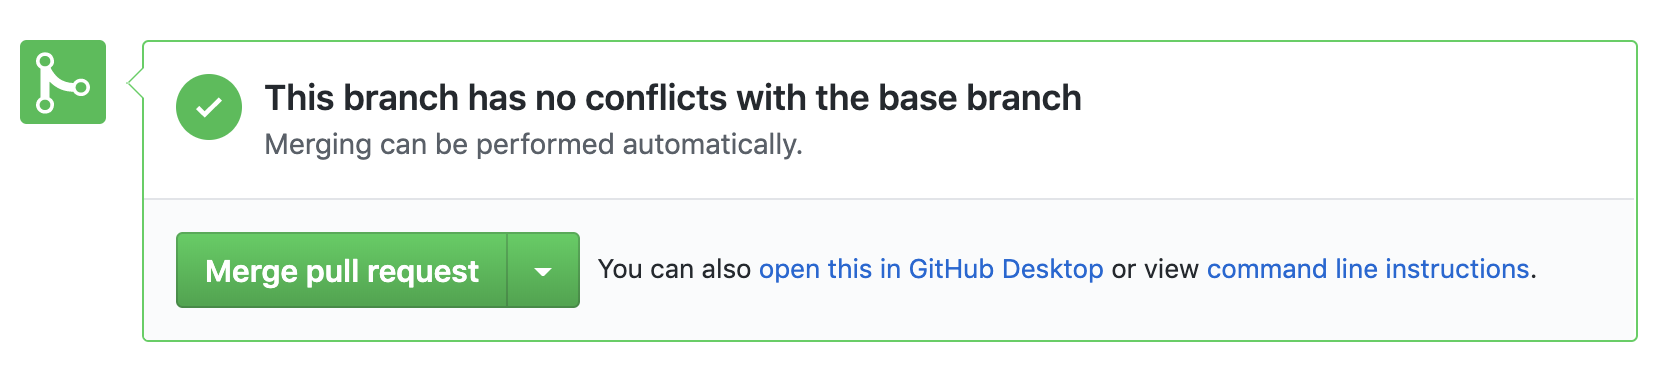 This branch has no conflicts with the base branch
Merging can be performed automatically.
Merge pull request
You can also open this in GitHub Desktop or view command line instructions.